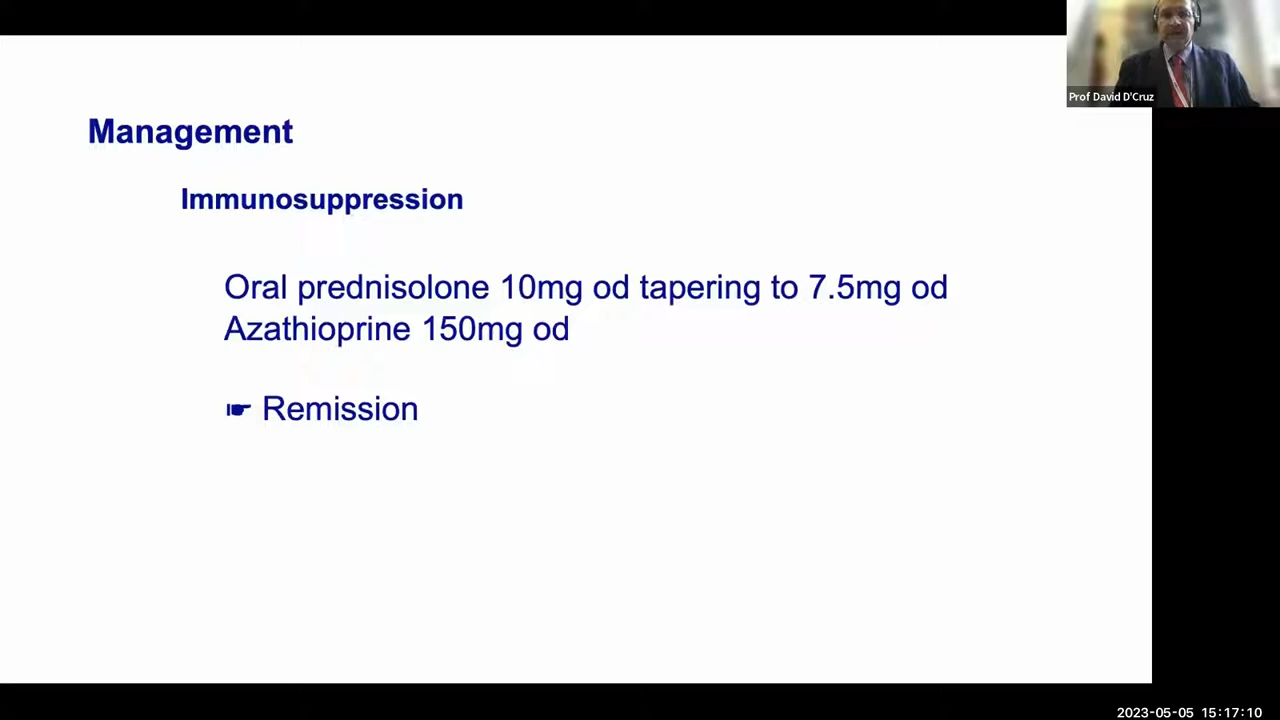 Prof David D'Cruz
Management
Immunosuppression
Oral prednisolone 10mg od tapering to 7.5mg od
Azathioprine 150mg od
☛ Remission
2023-05-05 15:17:10